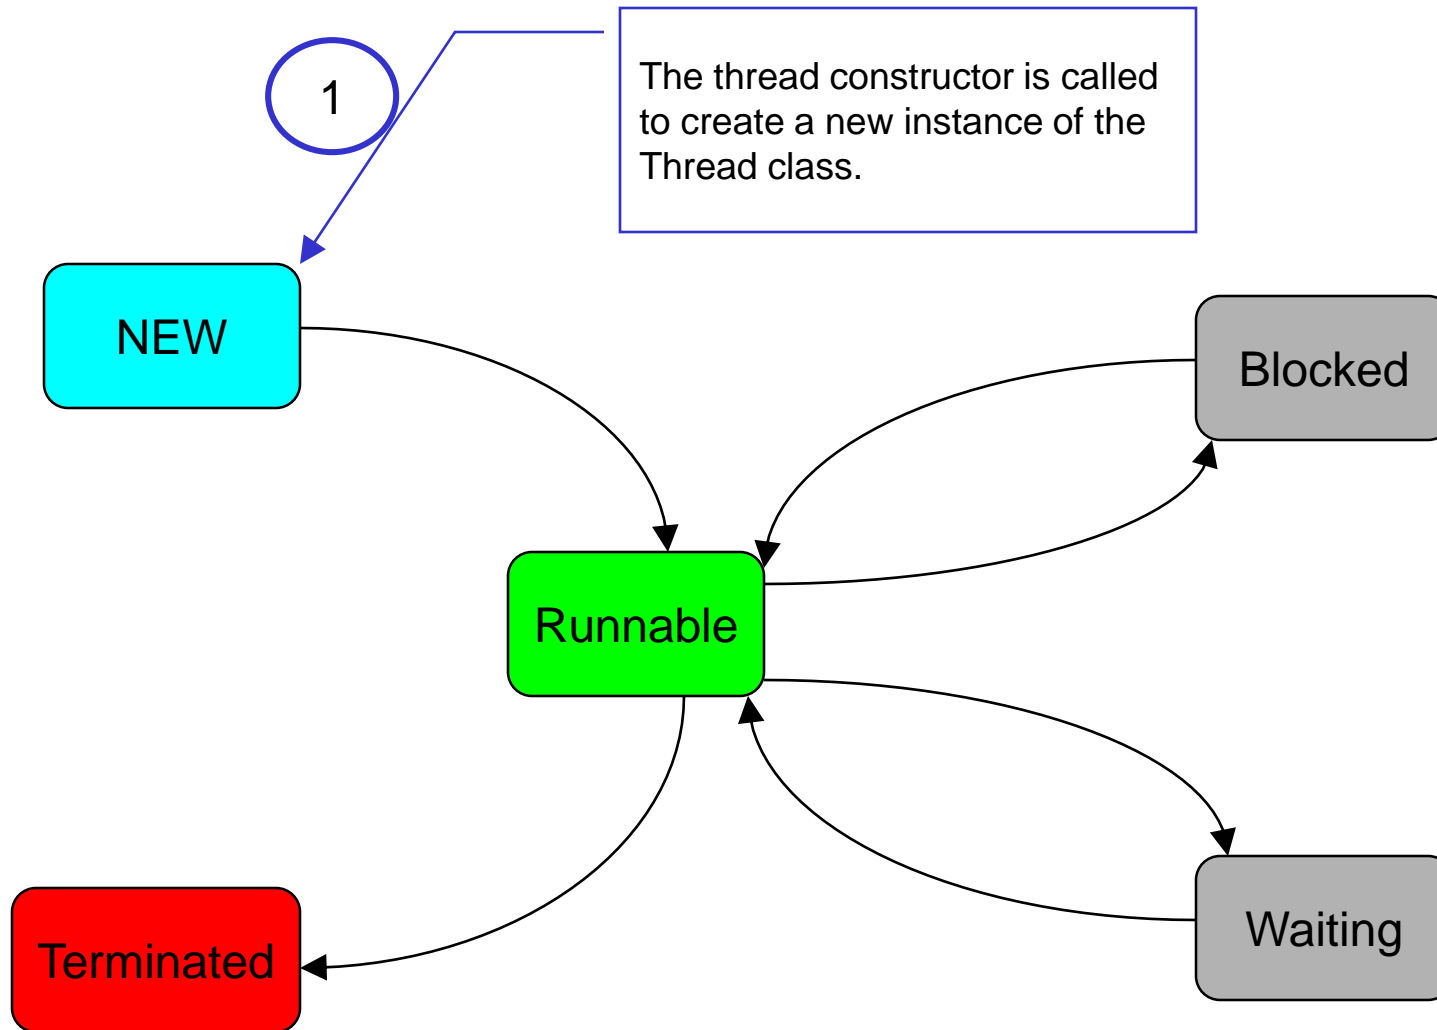 1
The thread constructor is called
to create a new instance of the
Thread class.
NEW
Blocked
Runnable
Terminated
Waiting